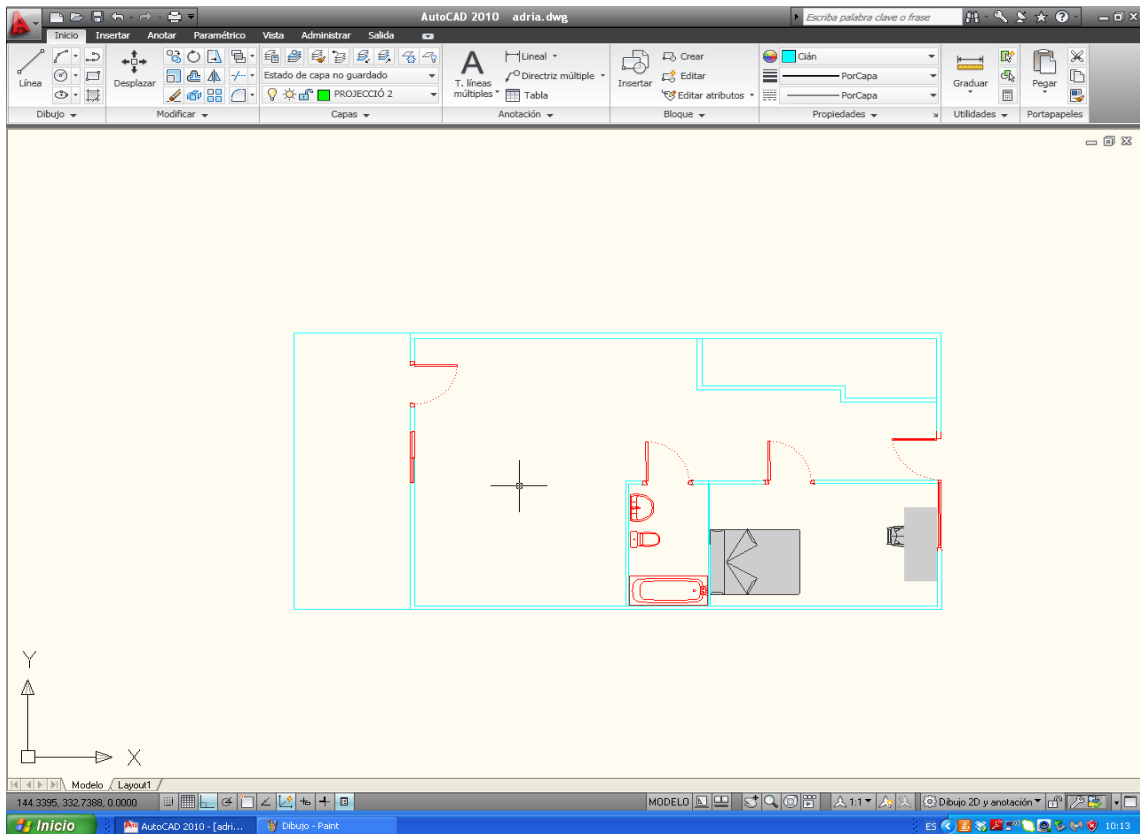 AutoCAD 2010 adria.dwg
Escriba palabra clave o frase
Inicio Insertar Anotar Paramétrico Vista Administrar Salida
Línea
Desplazar
Estado de capa no guardado
PROJECCIÓ 2
A
T. líneas múltiples
Lineal
Directriz múltiple
Tabla
Insertar
Crear
Editar
Editar atributos
Cián
PorCapa
PorCapa
Graduar
Pegar
Dibujo Modificar Capas Anotación Bloque Propiedades Utilidades Portapapeles
Y
X
Modelo Layout1
144.3395, 332.7388, 0.0000 MODELO 1:1 Dibujo 2D y anotación
Inicio AutoCAD 2010 - [adri... Dibujo - Paint ES 10:13